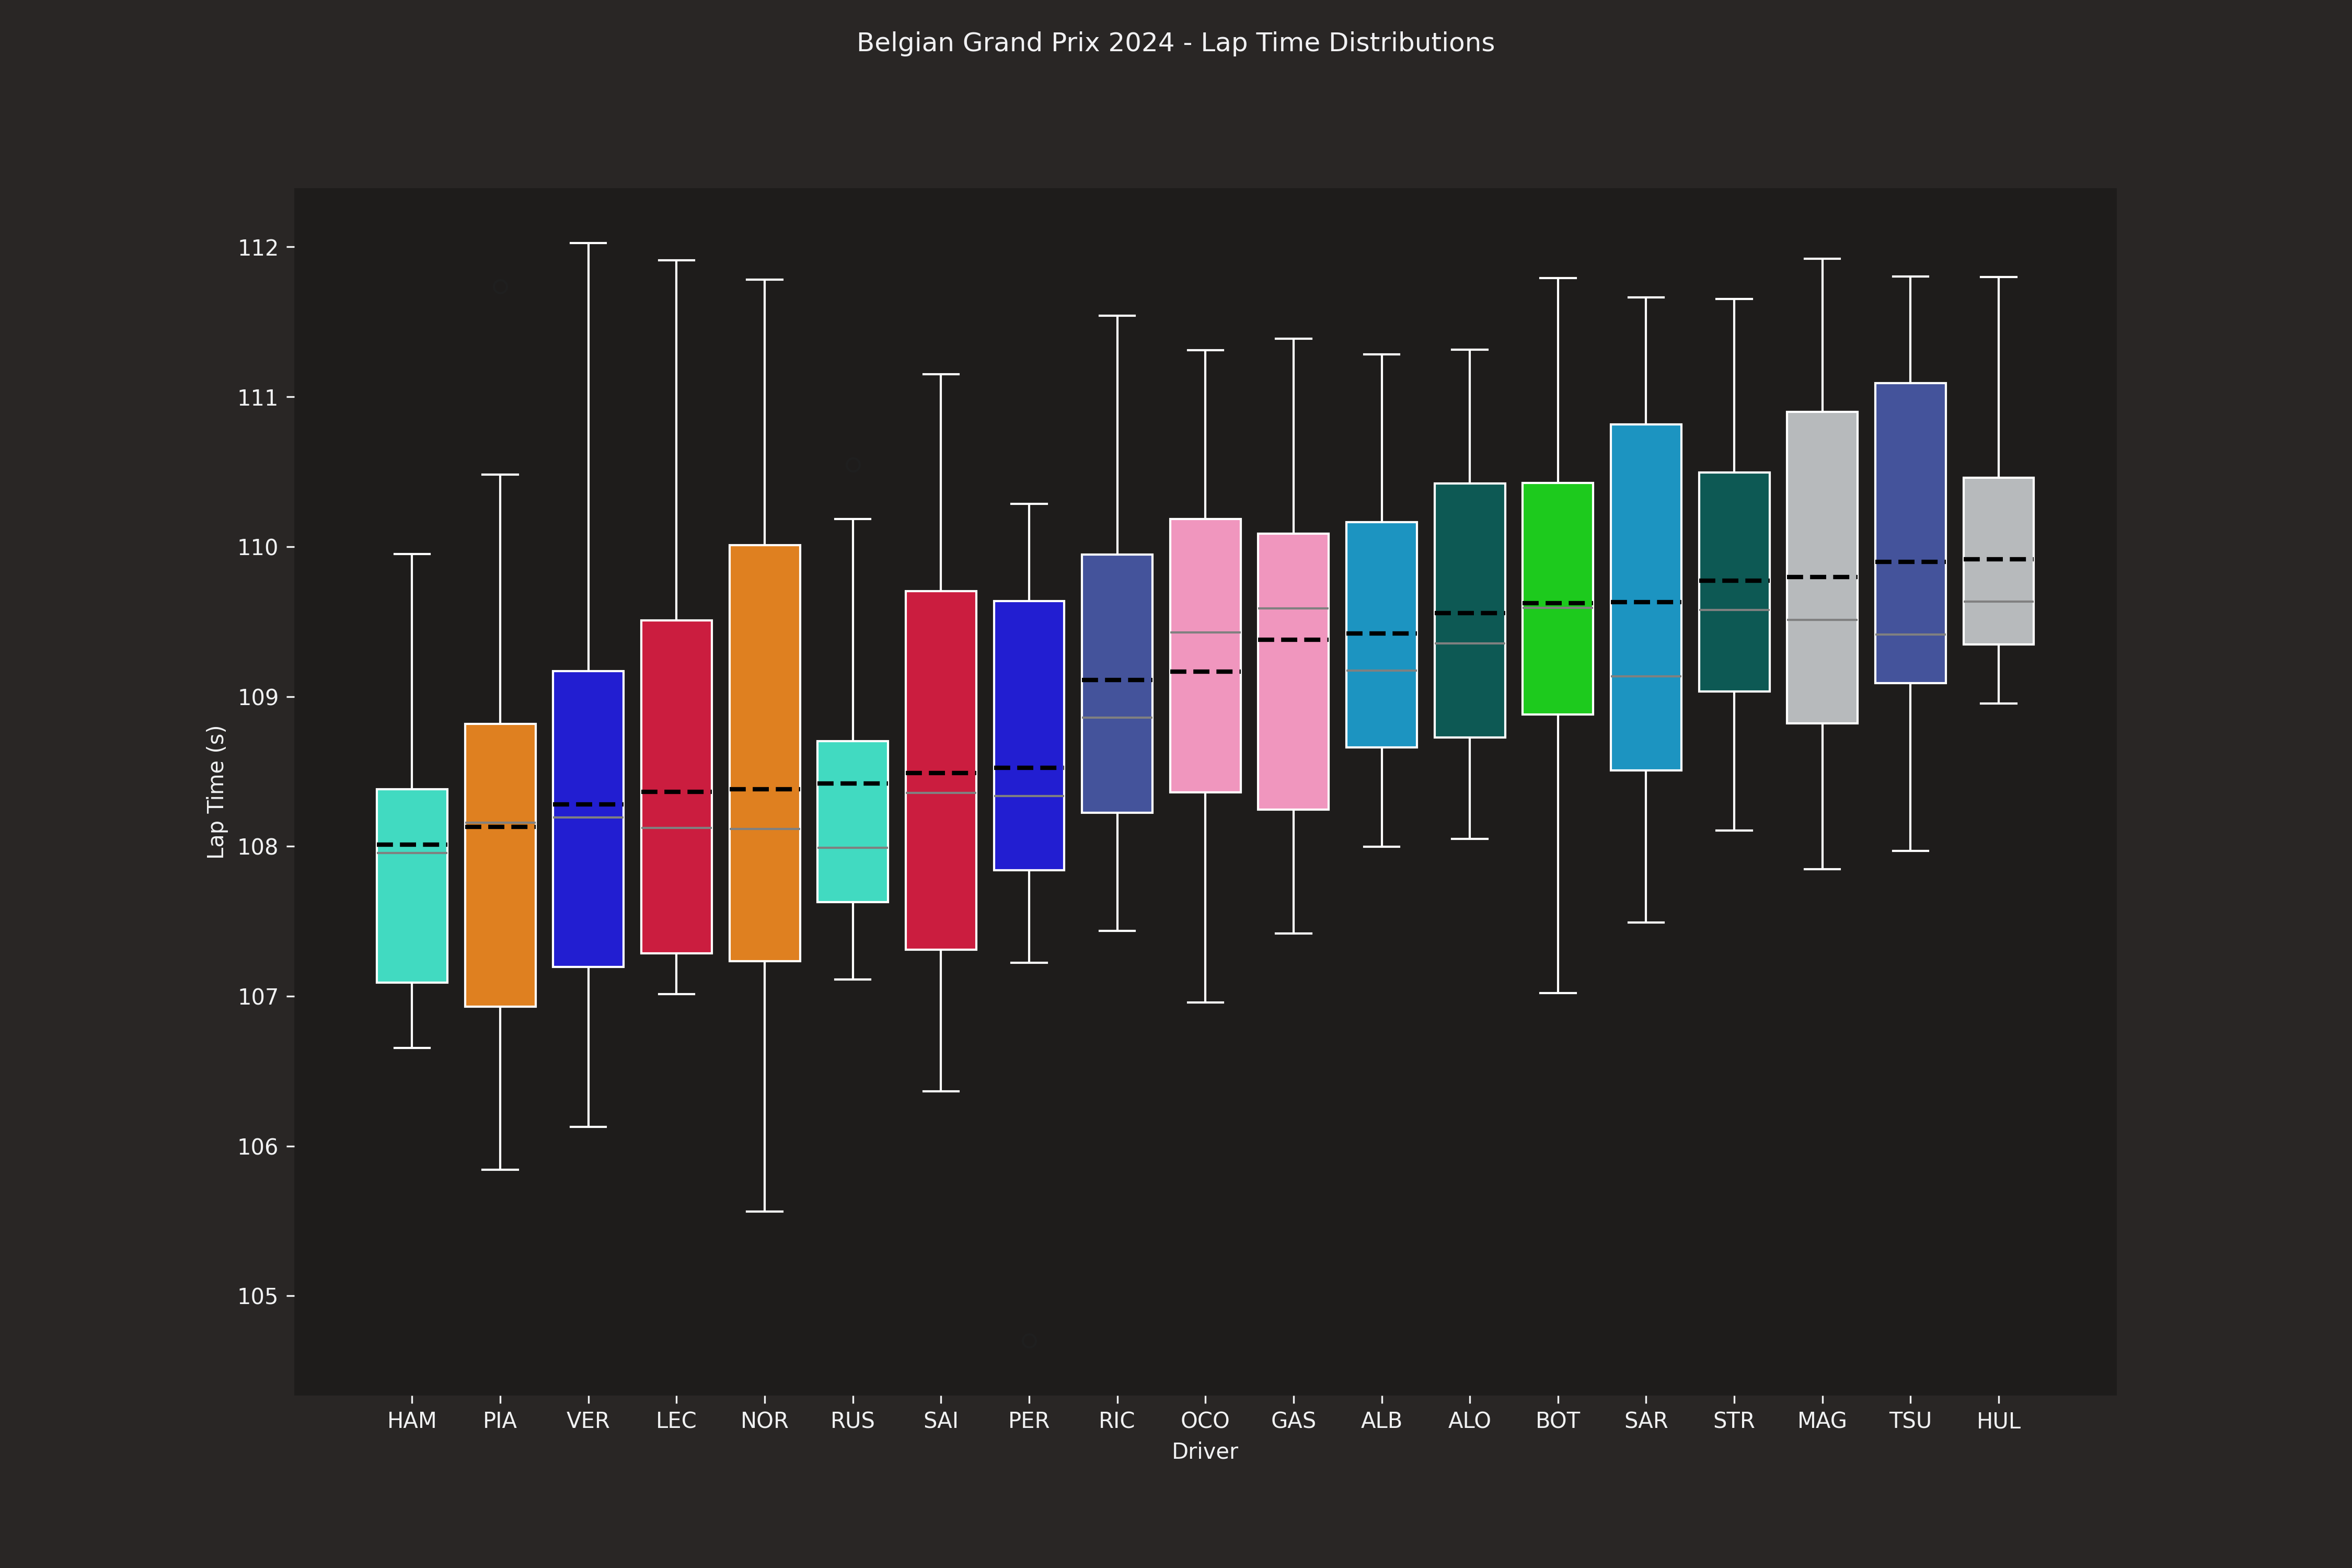 Belgian Grand Prix 2024 - Lap Time Distributions
112
111
110
109
108
107
106
105
Lap Time (s)
HAM PIA VER LEC NOR RUS SAI PER RIC OCO GAS ALB ALO BOT SAR STR MAG TSU HUL
Driver